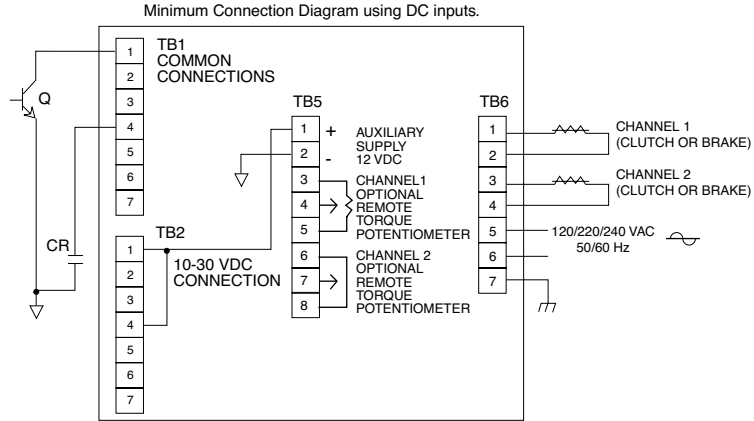 Minimum Connection Diagram using DC inputs.
TB1
COMMON
CONNECTIONS
1
2
3
4
5
6
7
Q
CR
TB2
10-30 VDC
CONNECTION
1
2
3
4
5
6
7
TB5
1
2
3
4
5
6
7
8
+
-
AUXILIARY
SUPPLY
12 VDC
CHANNEL1
OPTIONAL
REMOTE
TORQUE
POTENTIOMETER
CHANNEL 2
OPTIONAL
REMOTE
TORQUE
POTENTIOMETER
TB6
1
2
3
4
5
6
7
CHANNEL 1
(CLUTCH OR BRAKE)
CHANNEL 2
(CLUTCH OR BRAKE)
120/220/240 VAC
50/60 Hz